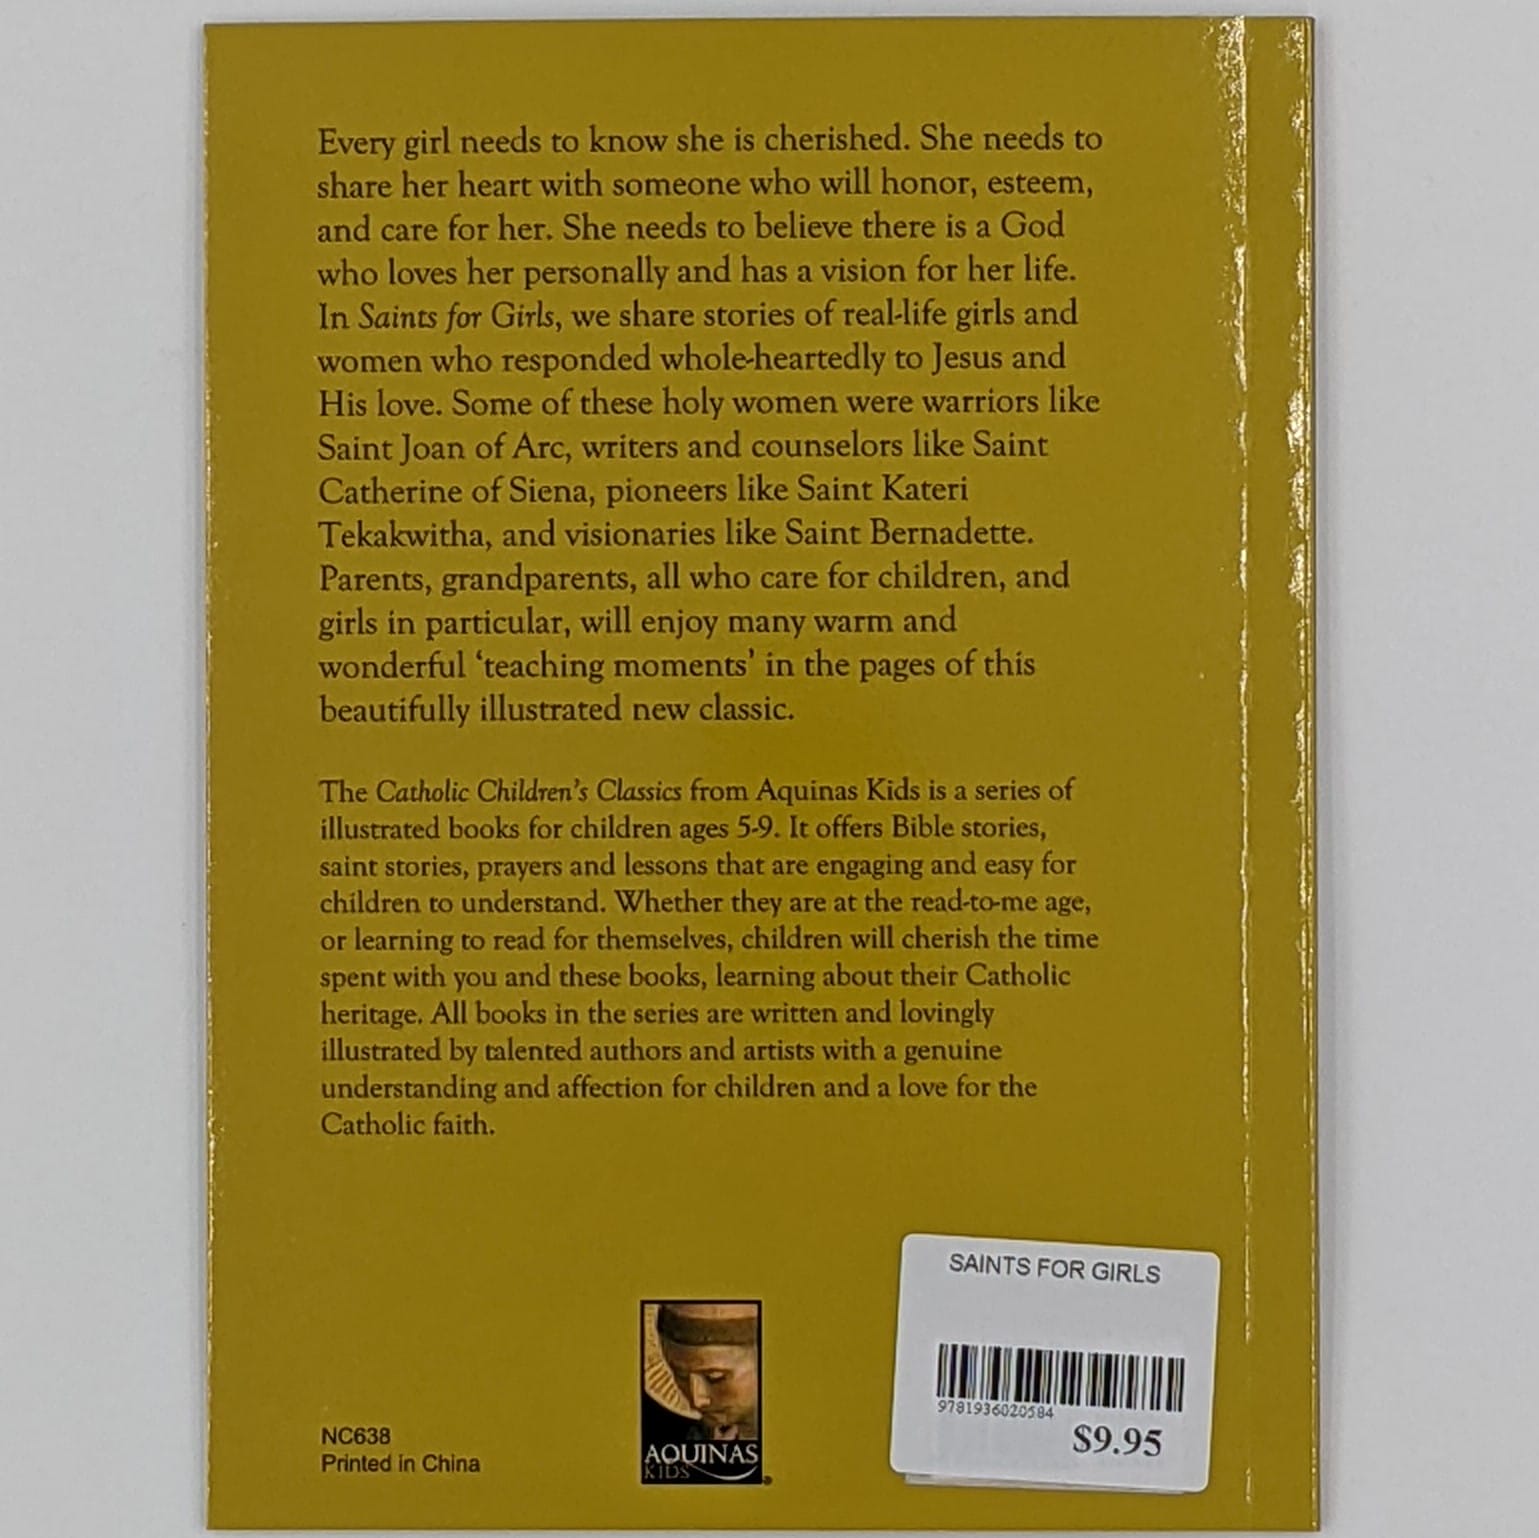 Every girl needs to know she is cherished. She needs to
share her heart with someone who will honor, esteem,
and care for her. She needs to believe there is a God
who loves her personally and has a vision for her life.
In Saints for Girls, we share stories of real-life girls and
women who responded whole-heartedly to Jesus and
His love. Some of these holy women were warriors like
Saint Joan of Arc, writers and counselors like Saint
Catherine of Siena, pioneers like Saint Kateri
Tekakwitha, and visionaries like Saint Bernadette.
Parents, grandparents, all who care for children, and
girls in particular, will enjoy many warm and
wonderful ‘teaching moments’ in the pages of this
beautifully illustrated new classic.
The Catholic Children's Classics from Aquinas Kids is a series of
illustrated books for children ages 5-9. It offers Bible stories,
saint stories, prayers and lessons that are engaging and easy for
children to understand. Whether they are at the read-to-me age,
or learning to read for themselves, children will cherish the time
spent with you and these books, learning about their Catholic
heritage. All books in the series are written and lovingly
illustrated by talented authors and artists with a genuine
understanding and affection for children and a love for the
Catholic faith.
NC638
Printed in China
AQUINAS
KIDS
®
SAINTS FOR GIRLS
9781936020584
$9.95